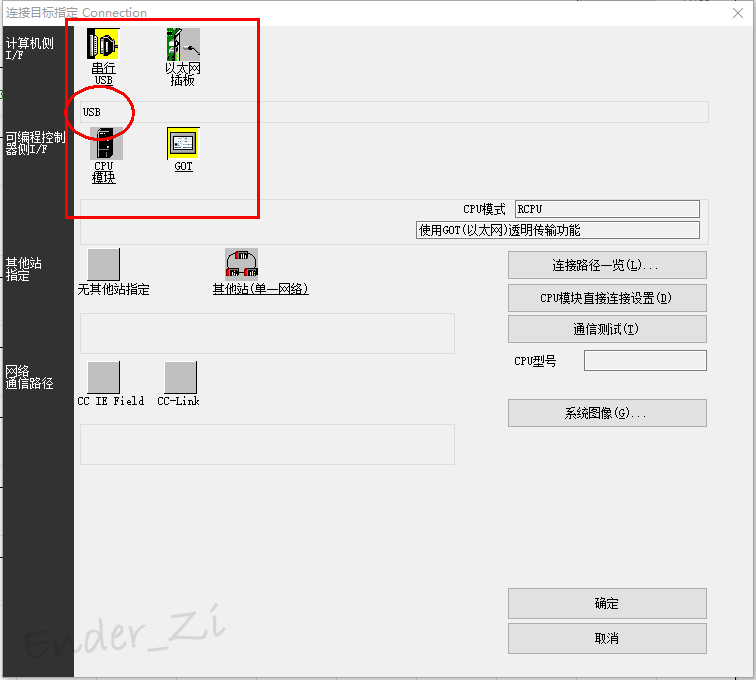 连接目标指定 Connection
计算机侧
I/F
串行
USB
以太网
插板
USB
可编程控制
器侧I/F
CPU
模块
GOT
CPU模式
RCPU
使用GOT(以太网)透明传输功能
其他站
指定
无其他站指定
其他站(单一网络)
连接路径一览(L)...
CPU模块直接连接设置(D)
通信测试(T)
CPU型号
网络
通信路径
CC IE Field
CC-Link
系统图像(G)...
确定
取消
Ender_Zi